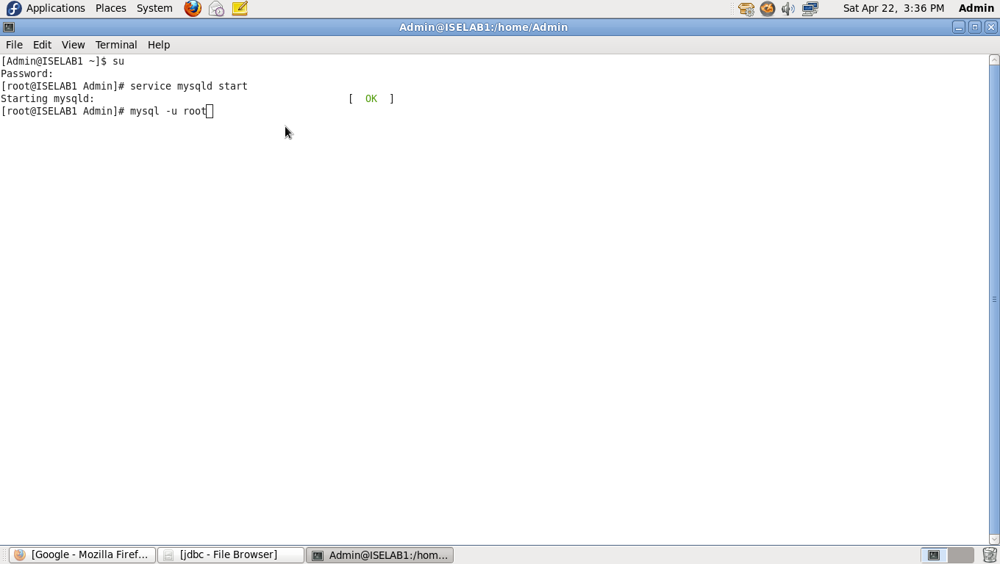 Applications Places System Sat Apr 22, 3:36 PM Admin
Admin@ISELAB1:/home/Admin
File Edit View Terminal Help
[Admin@ISELAB1 ~]$ su
Password:
[root@ISELAB1 Admin]# service mysqld start
Starting mysqld: [ OK ]
[root@ISELAB1 Admin]# mysql -u root
[Google - Mozilla Firef... [jdbc - File Browser] Admin@ISELAB1:/hom...